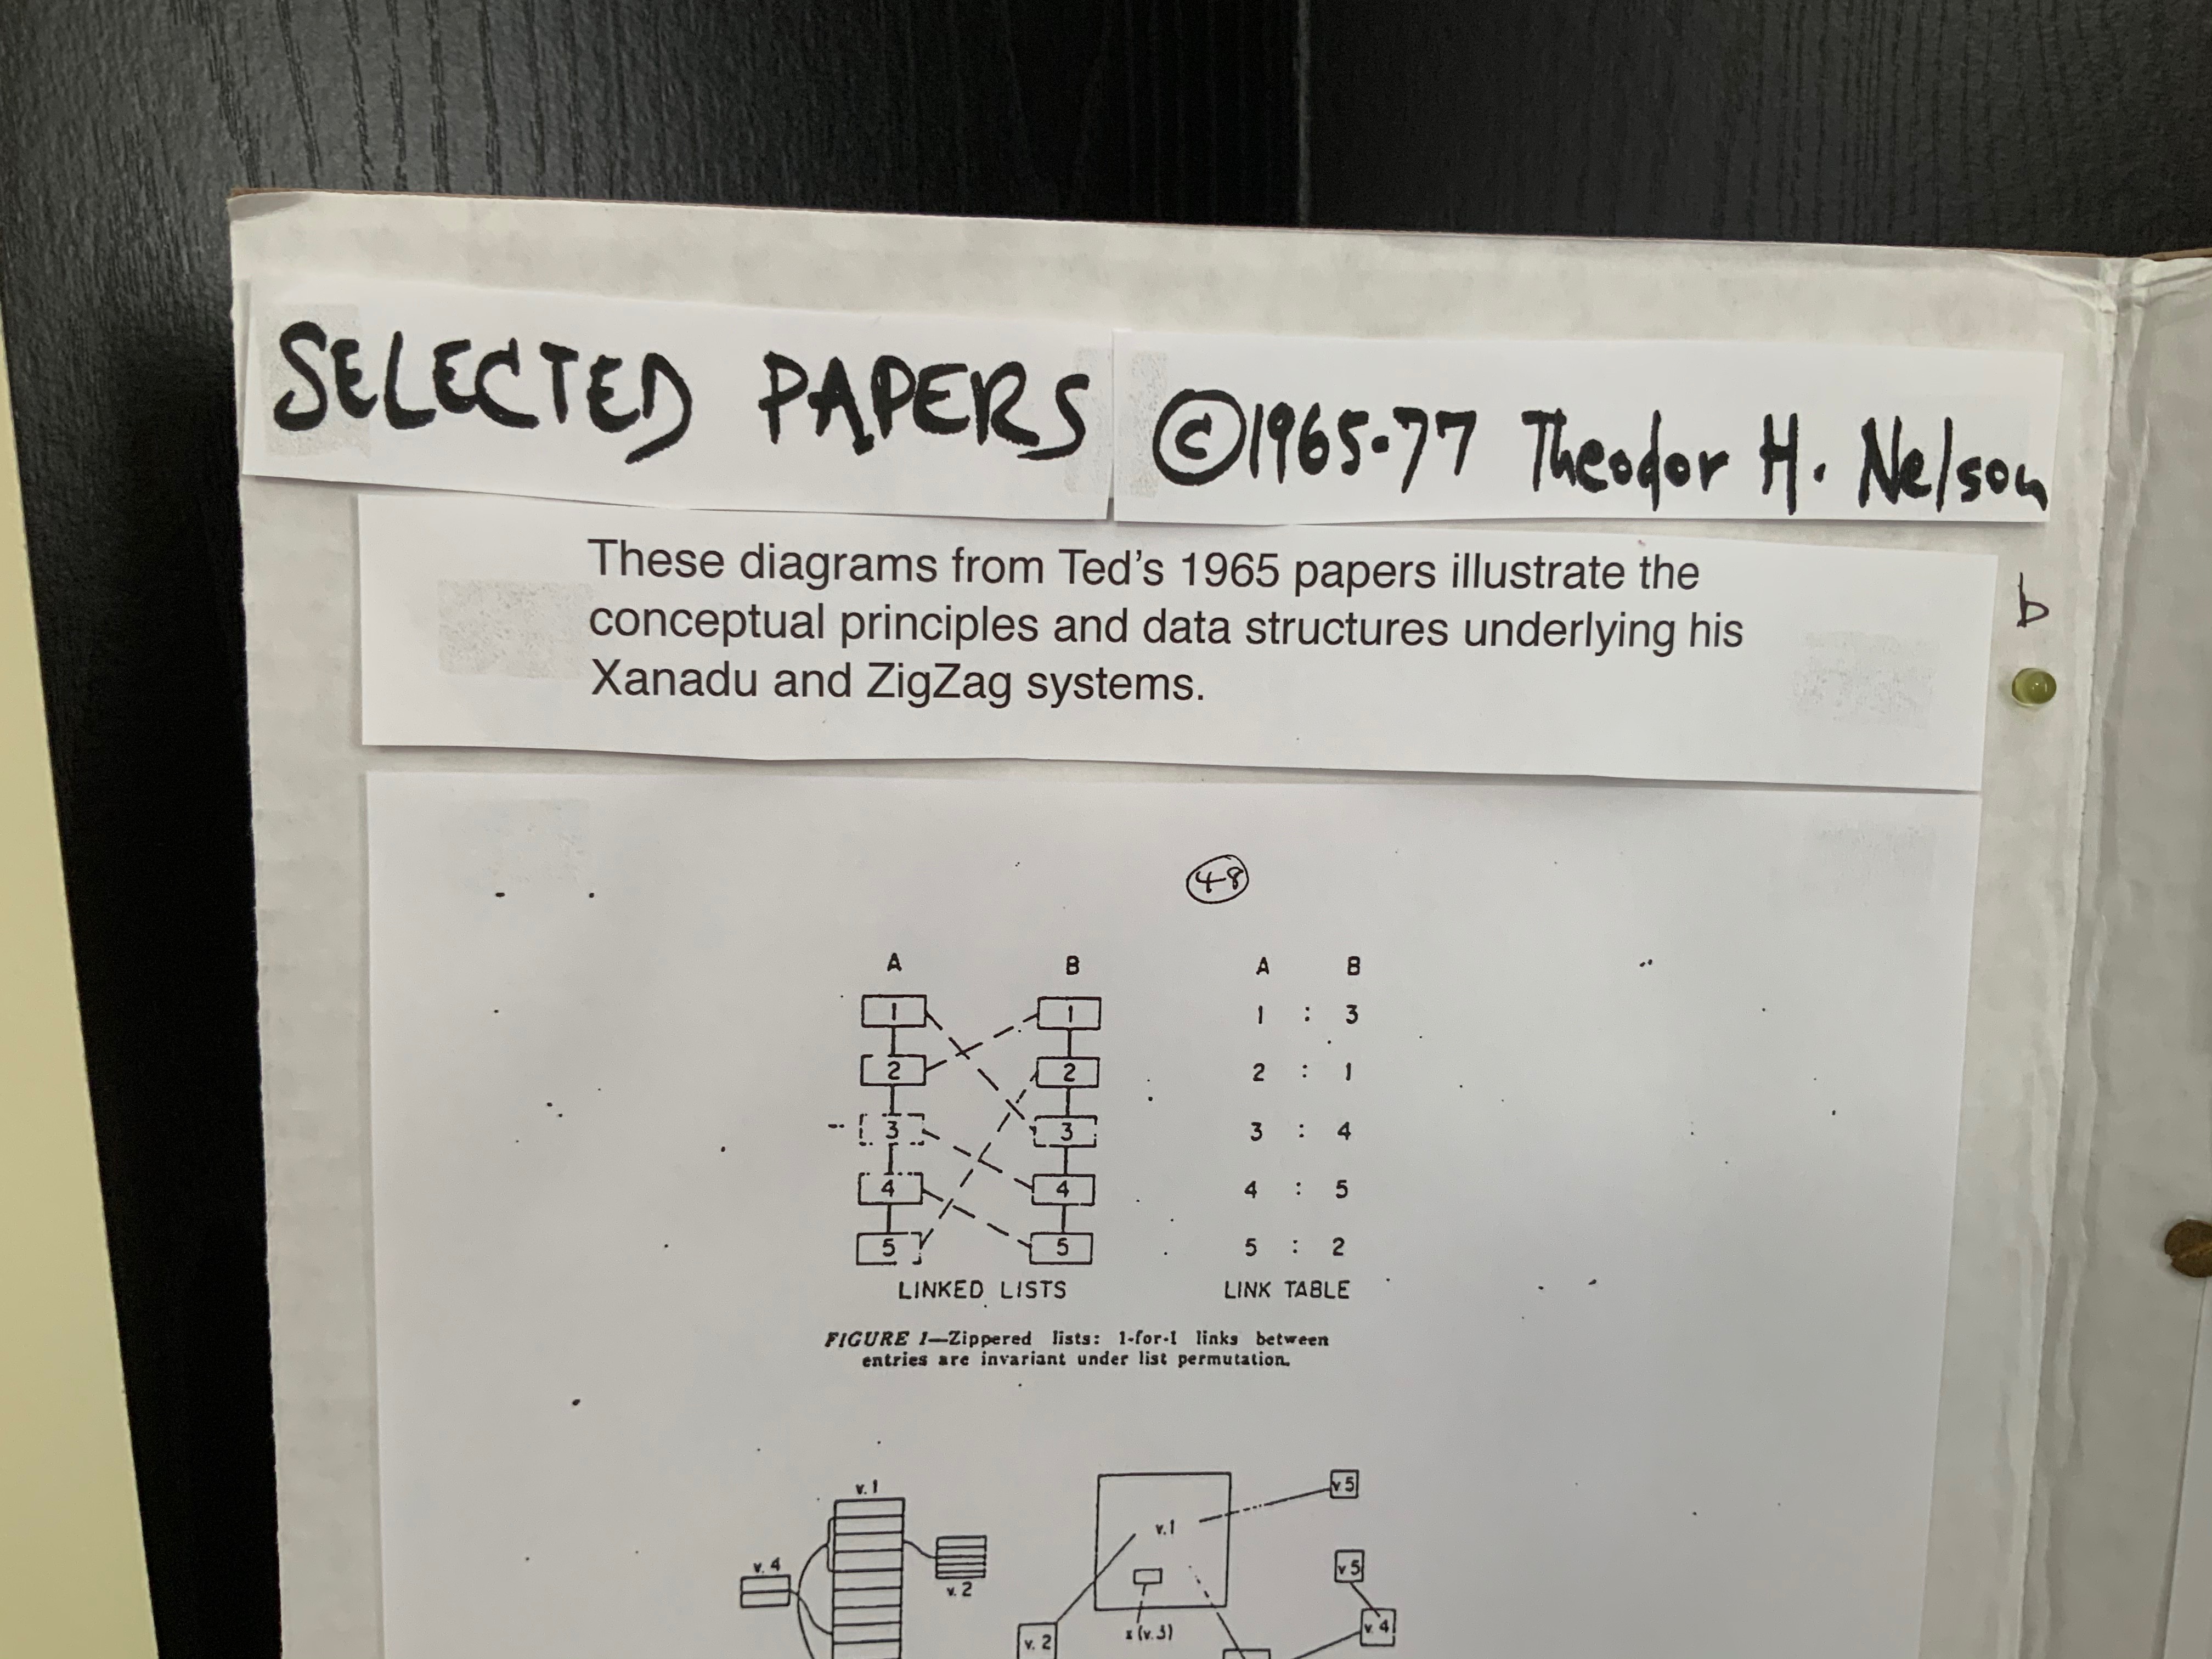 SELECTED PAPERS ©1965-77 Theodor H. Nelson
These diagrams from Ted's 1965 papers illustrate the
conceptual principles and data structures underlying his
Xanadu and ZigZag systems.
b
48
A B A B
1 1 1 : 3
2 2 2 : 1
3 3 3 : 4
4 4 4 : 5
5 5 5 : 2
LINKED LISTS LINK TABLE
FIGURE 1—Zippered lists: 1-for-1 links between
entries are invariant under list permutation.
v. 1 v. 1 v 5
v. 4 v. 2 v 5
v. 2 x (v. 3) v. 4